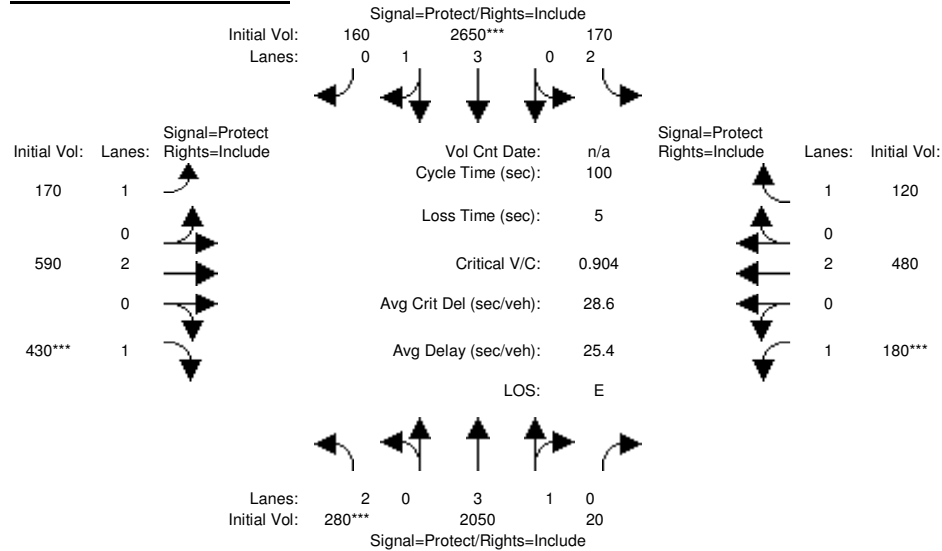 Signal=Protect/Rights=Include
Initial Vol: 160 2650*** 170
Lanes: 0 1 3 0 2
Signal=Protect
Initial Vol: Lanes: Rights=Include
Vol Cnt Date: n/a
Signal=Protect
Rights=Include Lanes: Initial Vol:
Cycle Time (sec): 100
170 1
1 120
Loss Time (sec): 5
0
0
590 2
Critical V/C: 0.904
2 480
0
Avg Crit Del (sec/veh): 28.6
0
430*** 1
Avg Delay (sec/veh): 25.4
1 180***
LOS: E
Lanes: 2 0 3 1 0
Initial Vol: 280*** 2050 20
Signal=Protect/Rights=Include